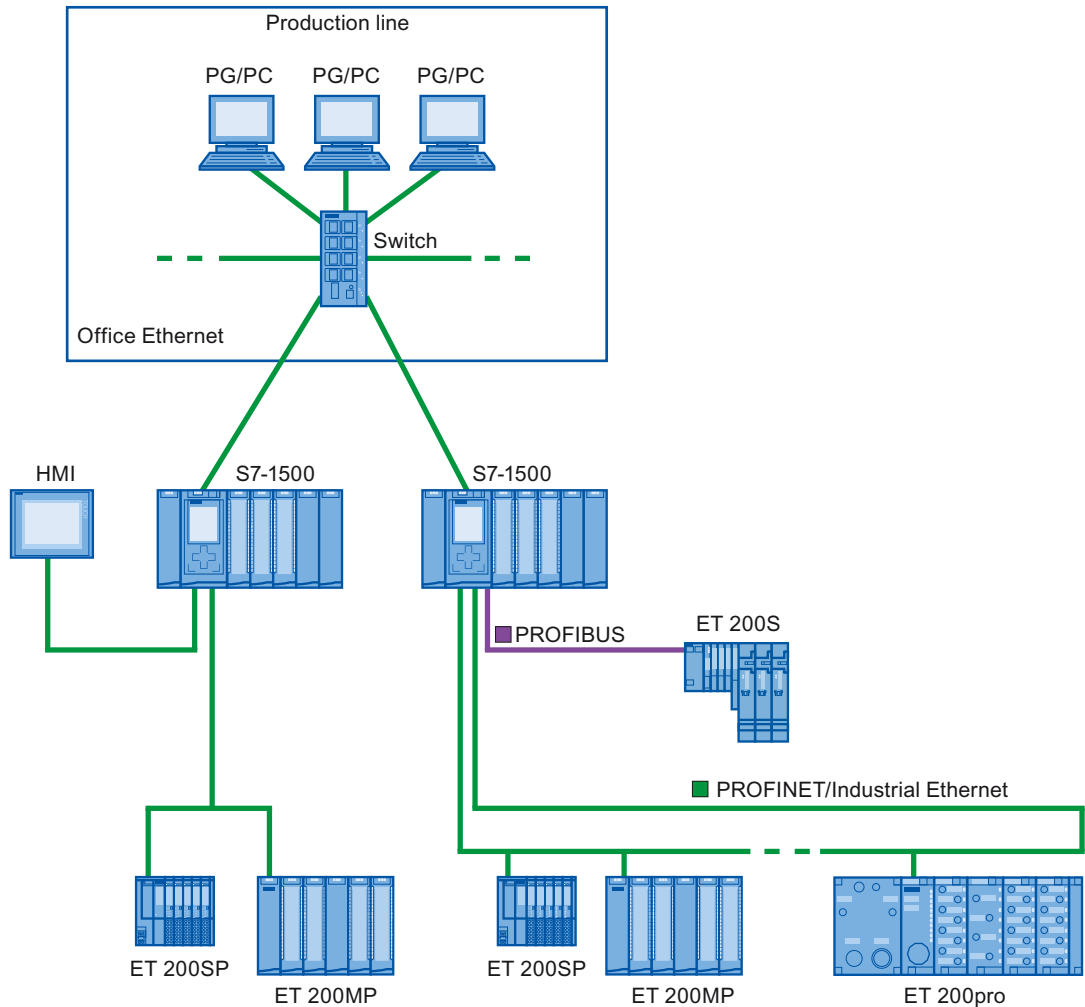 Production line
PG/PC
PG/PC
PG/PC
Switch
Office Ethernet
HMI
S7-1500
S7-1500
PROFIBUS
ET 200S
PROFINET/Industrial Ethernet
ET 200SP
ET 200MP
ET 200SP
ET 200MP
ET 200pro